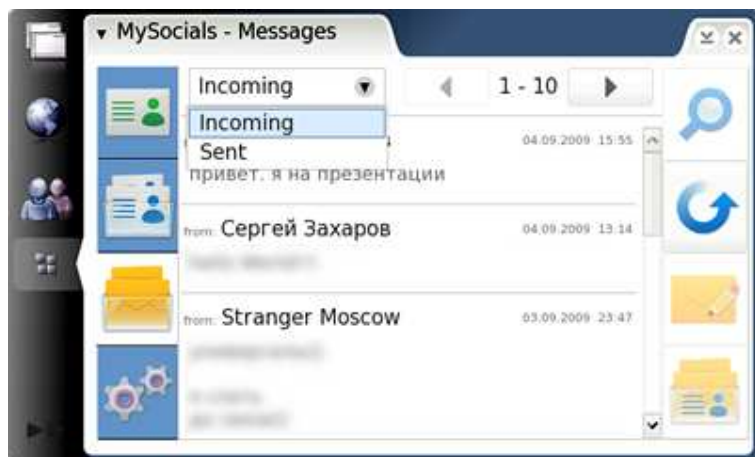 MySocials - Messages
Incoming
1 - 10
Incoming
Sent
04.09.2009 15:55
привет. я на презентации
from: Сергей Захаров
04.09.2009 13:14
from: Stranger Moscow
03.09.2009 23:47